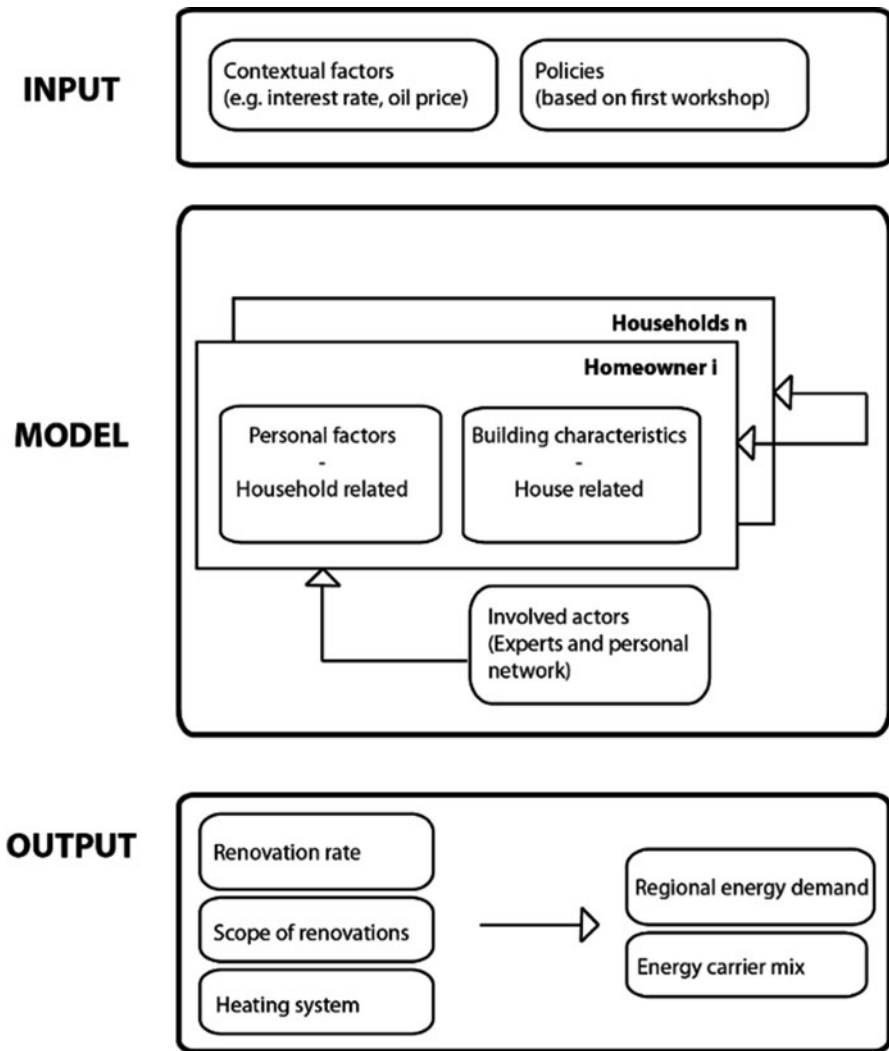 INPUT
Contextual factors
(e.g. interest rate, oil price)
Policies
(based on first workshop)
MODEL
Households n
Homeowner i
Personal factors
-
Household related
Building characteristics
-
House related
Involved actors
(Experts and personal
network)
OUTPUT
Renovation rate
Scope of renovations
Heating system
Regional energy demand
Energy carrier mix